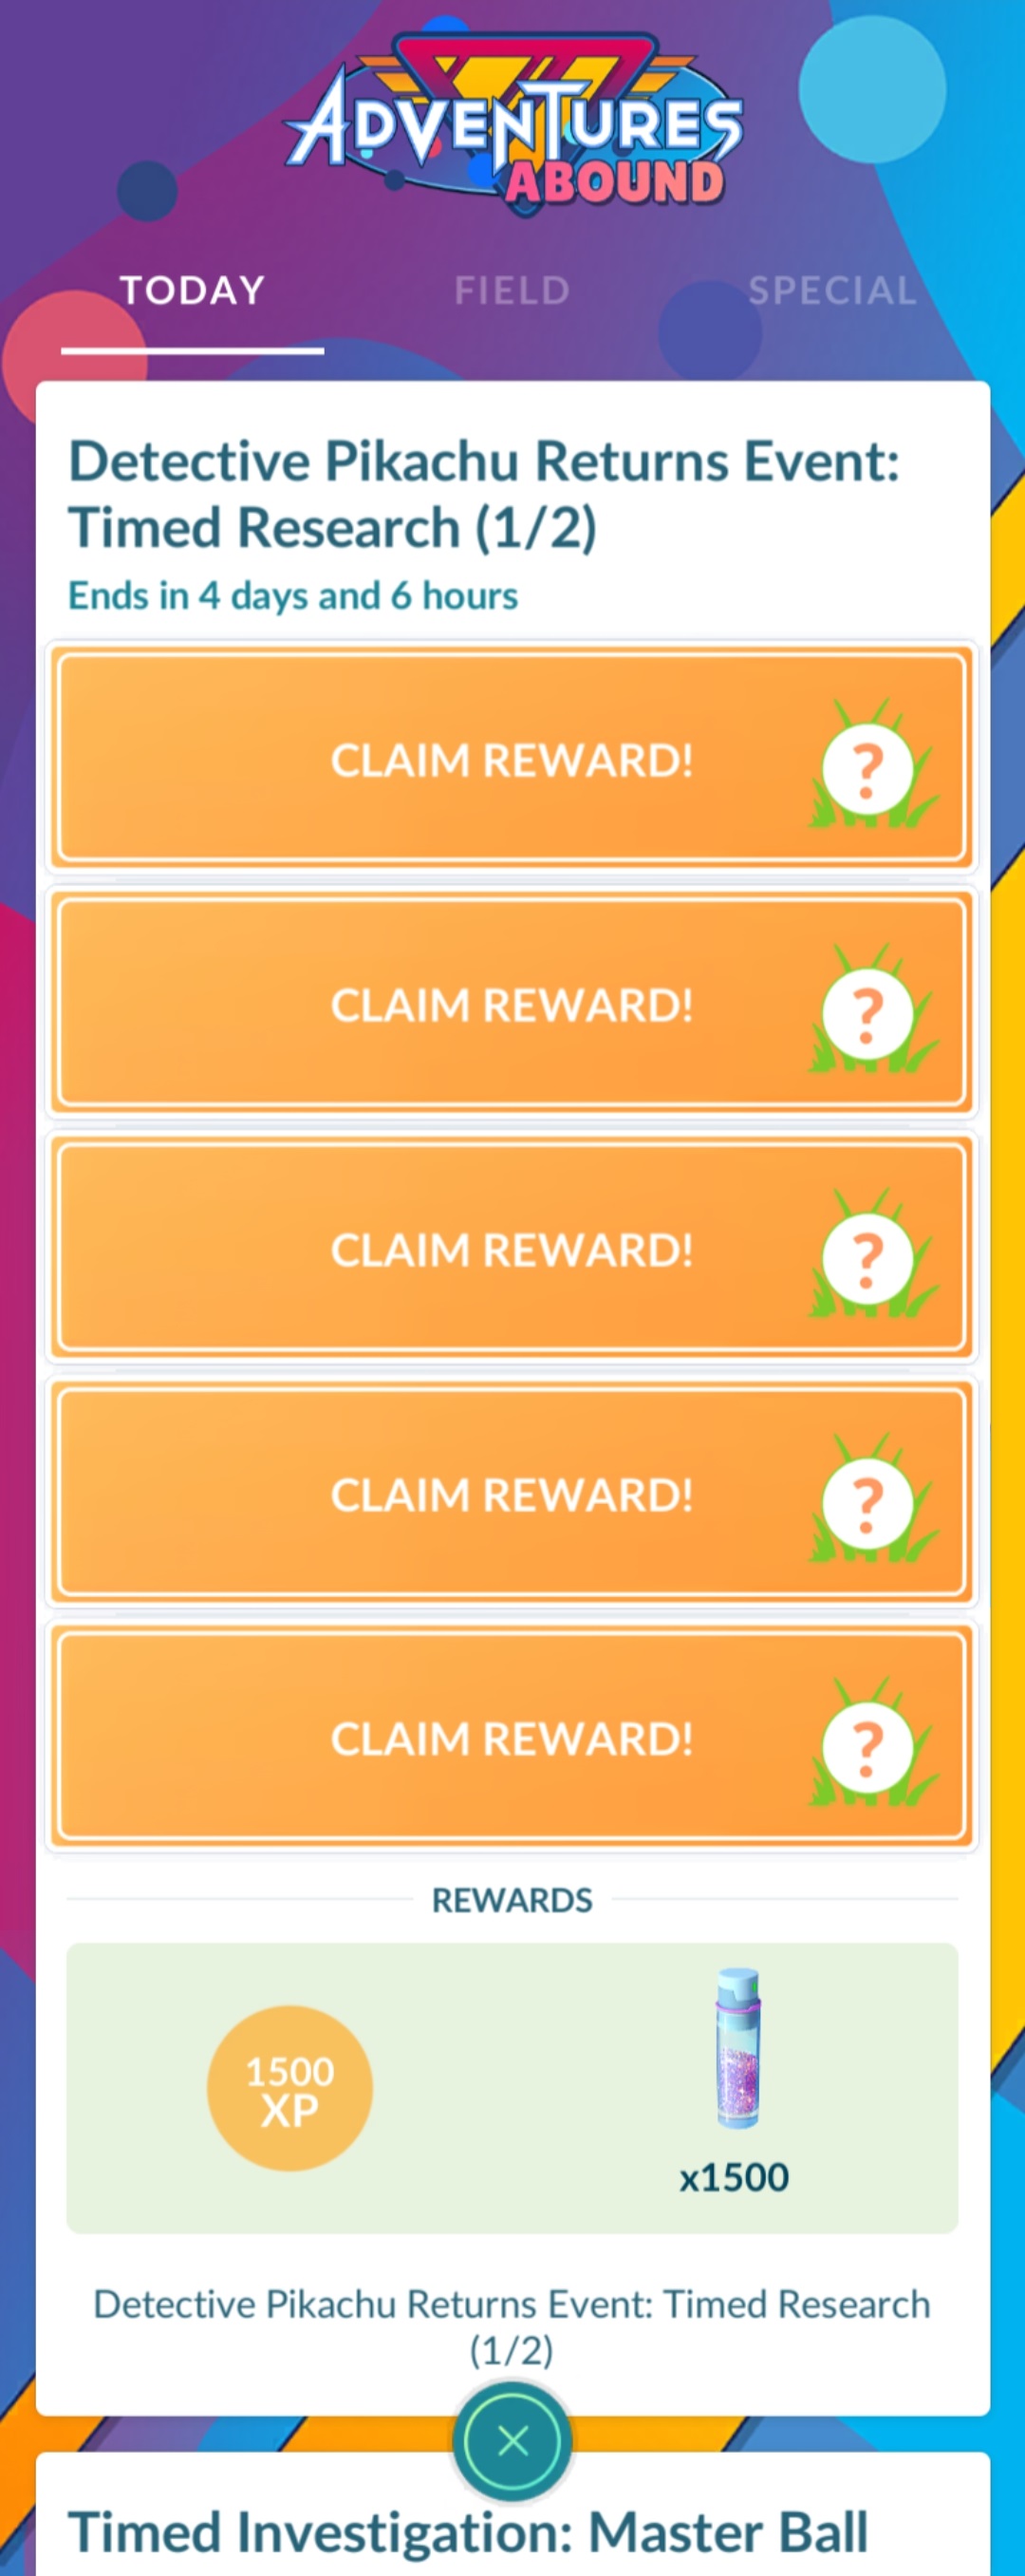 ADVENTURES
ABOUND
TODAY FIELD SPECIAL
Detective Pikachu Returns Event:
Timed Research (1/2)
Ends in 4 days and 6 hours
CLAIM REWARD!
?
CLAIM REWARD!
?
CLAIM REWARD!
?
CLAIM REWARD!
?
CLAIM REWARD!
?
REWARDS
1500
XP
x1500
Detective Pikachu Returns Event: Timed Research
(1/2)
Timed Investigation: Master Ball